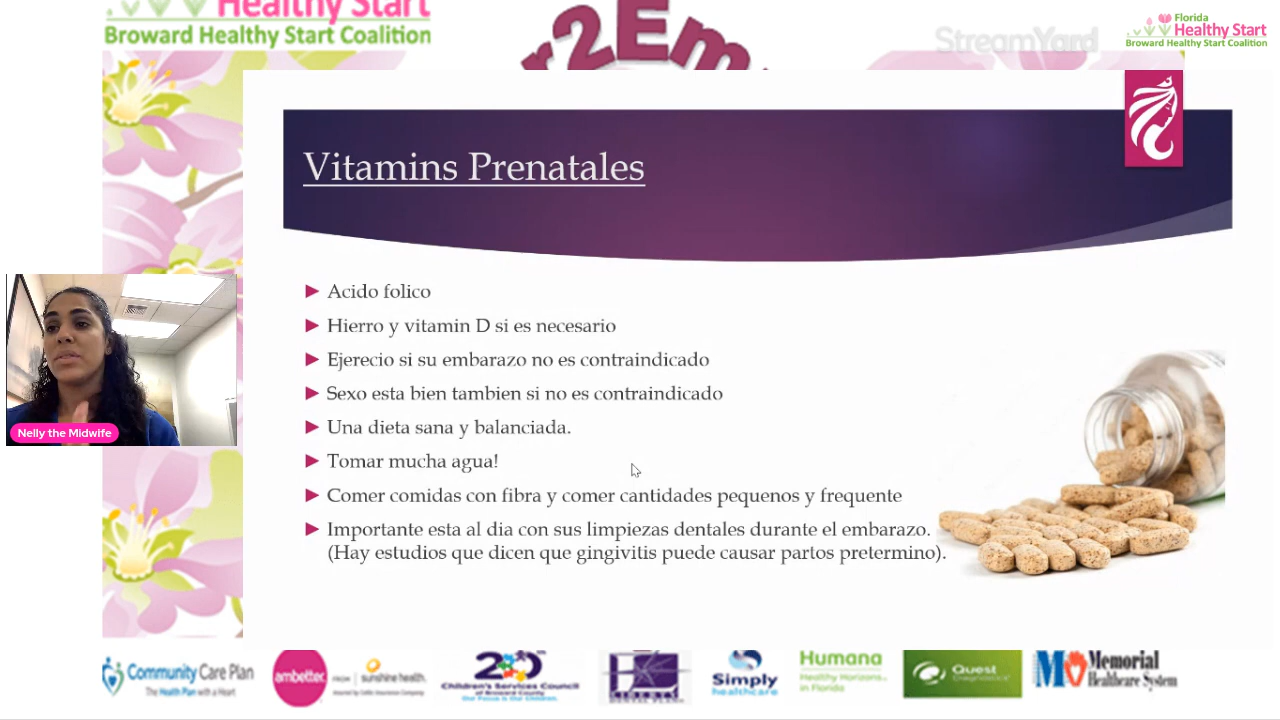 Healthy Start
Broward Healthy Start Coalition
r2Em
StreamYard
Florida
Healthy Start
Broward Healthy Start Coalition
Vitamins Prenatales
Acido folico
Hierro y vitamin D si es necesario
Ejerecio si su embarazo no es contraindicado
Sexo esta bien tambien si no es contraindicado
Una dieta sana y balanciada.
Tomar mucha agua!
Comer comidas con fibra y comer cantidades pequenos y frequente
Importante esta al dia con sus limpiezas dentales durante el embarazo.
(Hay estudios que dicen que gingivitis puede causar partos pretermino).
Nelly the Midwife
Community Care Plan
The Health Plan with a Heart
ambetter.
FROM sunshine health.
Children's Services Council
of Broward County
Our Focus is Our Children.
LIBERTY
DENTAL PLAN
Simply
healthcare
Humana
Healthy Horizons
in Florida
Quest
Diagnostics
Memorial
Healthcare System